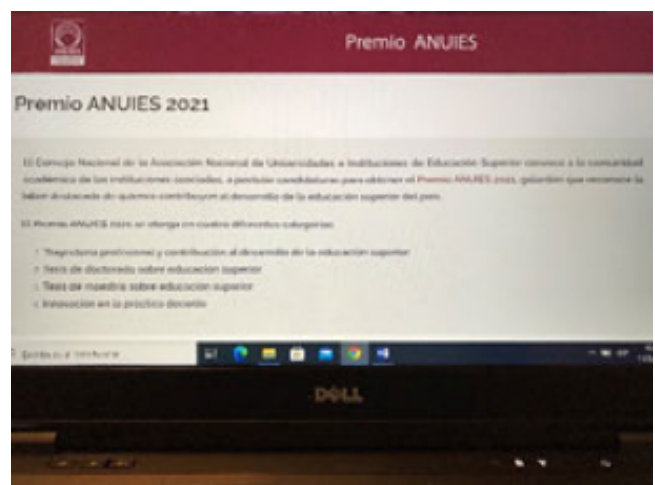 Premio ANUIES
Premio ANUIES 2021
El Consejo Nacional de la Asociación Nacional de Universidades e Instituciones de Educación Superior convoca a la comunidad
académica de las instituciones asociadas, a postular candidaturas para obtener el Premio ANUIES 2021, galardón que reconoce la
labor destacada de quienes contribuyen al desarrollo de la educación superior del país.
El Premio ANUIES 2021 se otorga en cuatro diferentes categorías:
1. Trayectoria profesional y contribución al desarrollo de la educación superior
2. Tesis de doctorado sobre educación superior
3. Tesis de maestría sobre educación superior
4. Innovación en la práctica docente
DELL